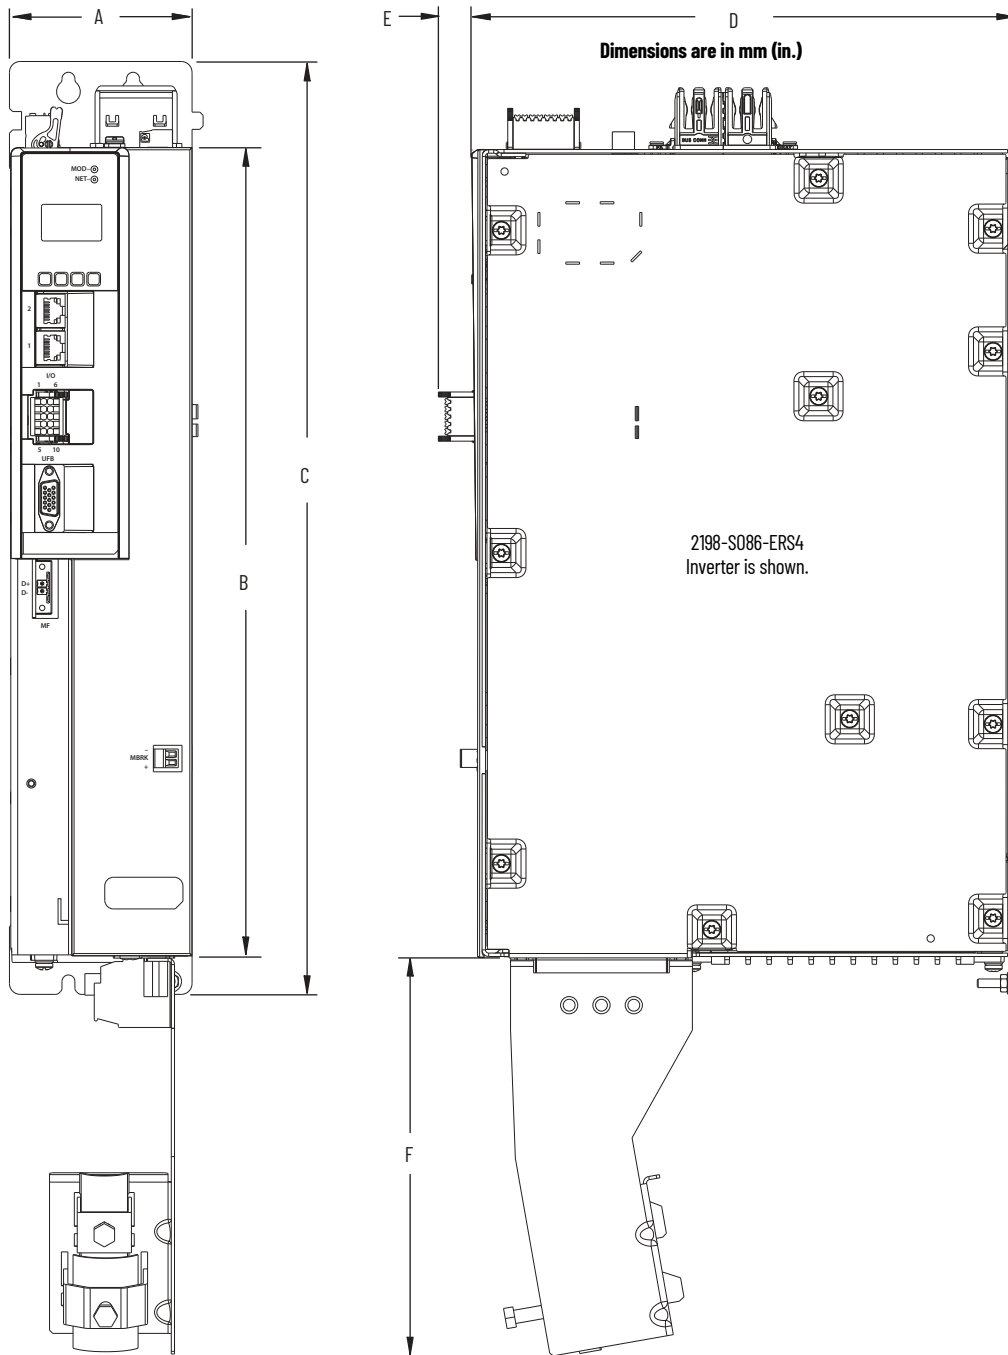 A
E
D
Dimensions are in mm (in.)
BUS CONN
MOD-
NET-
2
1
I/O
1 6
5 10
UFB
C
2198-S086-ERS4
Inverter is shown.
D+
D-
B
MF
–
MBRK
+
F